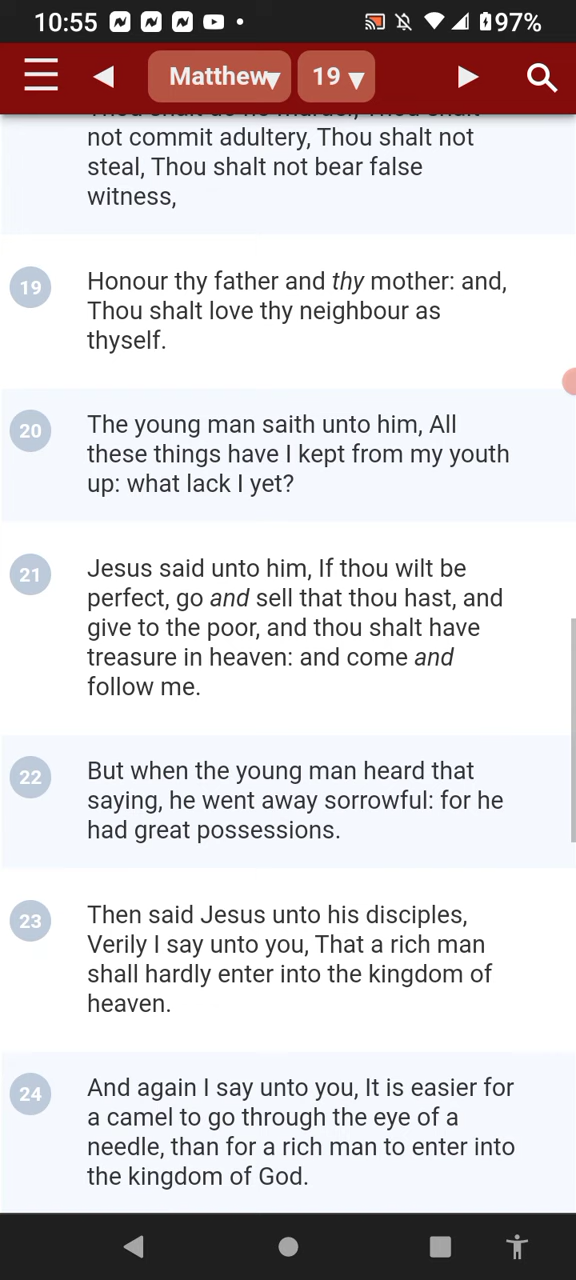 10:55
97%
Matthew 19
not commit adultery, Thou shalt not
steal, Thou shalt not bear false
witness,
19
Honour thy father and thy mother: and,
Thou shalt love thy neighbour as
thyself.
20
The young man saith unto him, All
these things have I kept from my youth
up: what lack I yet?
21
Jesus said unto him, If thou wilt be
perfect, go and sell that thou hast, and
give to the poor, and thou shalt have
treasure in heaven: and come and
follow me.
22
But when the young man heard that
saying, he went away sorrowful: for he
had great possessions.
23
Then said Jesus unto his disciples,
Verily I say unto you, That a rich man
shall hardly enter into the kingdom of
heaven.
24
And again I say unto you, It is easier for
a camel to go through the eye of a
needle, than for a rich man to enter into
the kingdom of God.